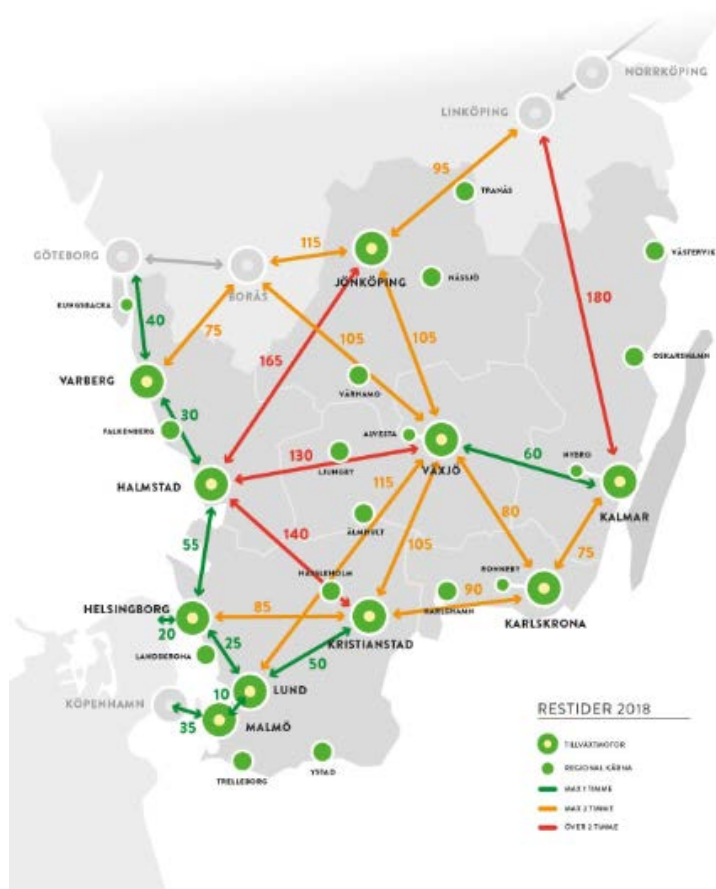 NORRKÖPING
LINKÖPING
95
TRANÅS
GÖTEBORG
115
JÖNKÖPING
VÄSTERVIK
BORÅS
NÄSSJÖ
KUNGSBACKA
40
75
180
105
105
165
OSKARSHAMN
VARBERG
VÄRNAMO
30
FALKENBERG
ALVESTA
130
LJUNGBY
VÄXJÖ
60
NYBRO
HALMSTAD
115
KALMAR
80
ÄLMHULT
140
105
75
55
HÄSSLEHOLM
RONNEBY
90
HELSINGBORG
85
KARLSHAMN
KARLSKRONA
20
25
KRISTIANSTAD
LANDSKRONA
50
10
LUND
KÖPENHAMN
35
MALMÖ
TRELLEBORG
YSTAD
RESTIDER 2018
TILLVÄXTMOTOR
REGIONAL KÄRNA
MAX 1 TIMME
MAX 2 TIMME
ÖVER 2 TIMME